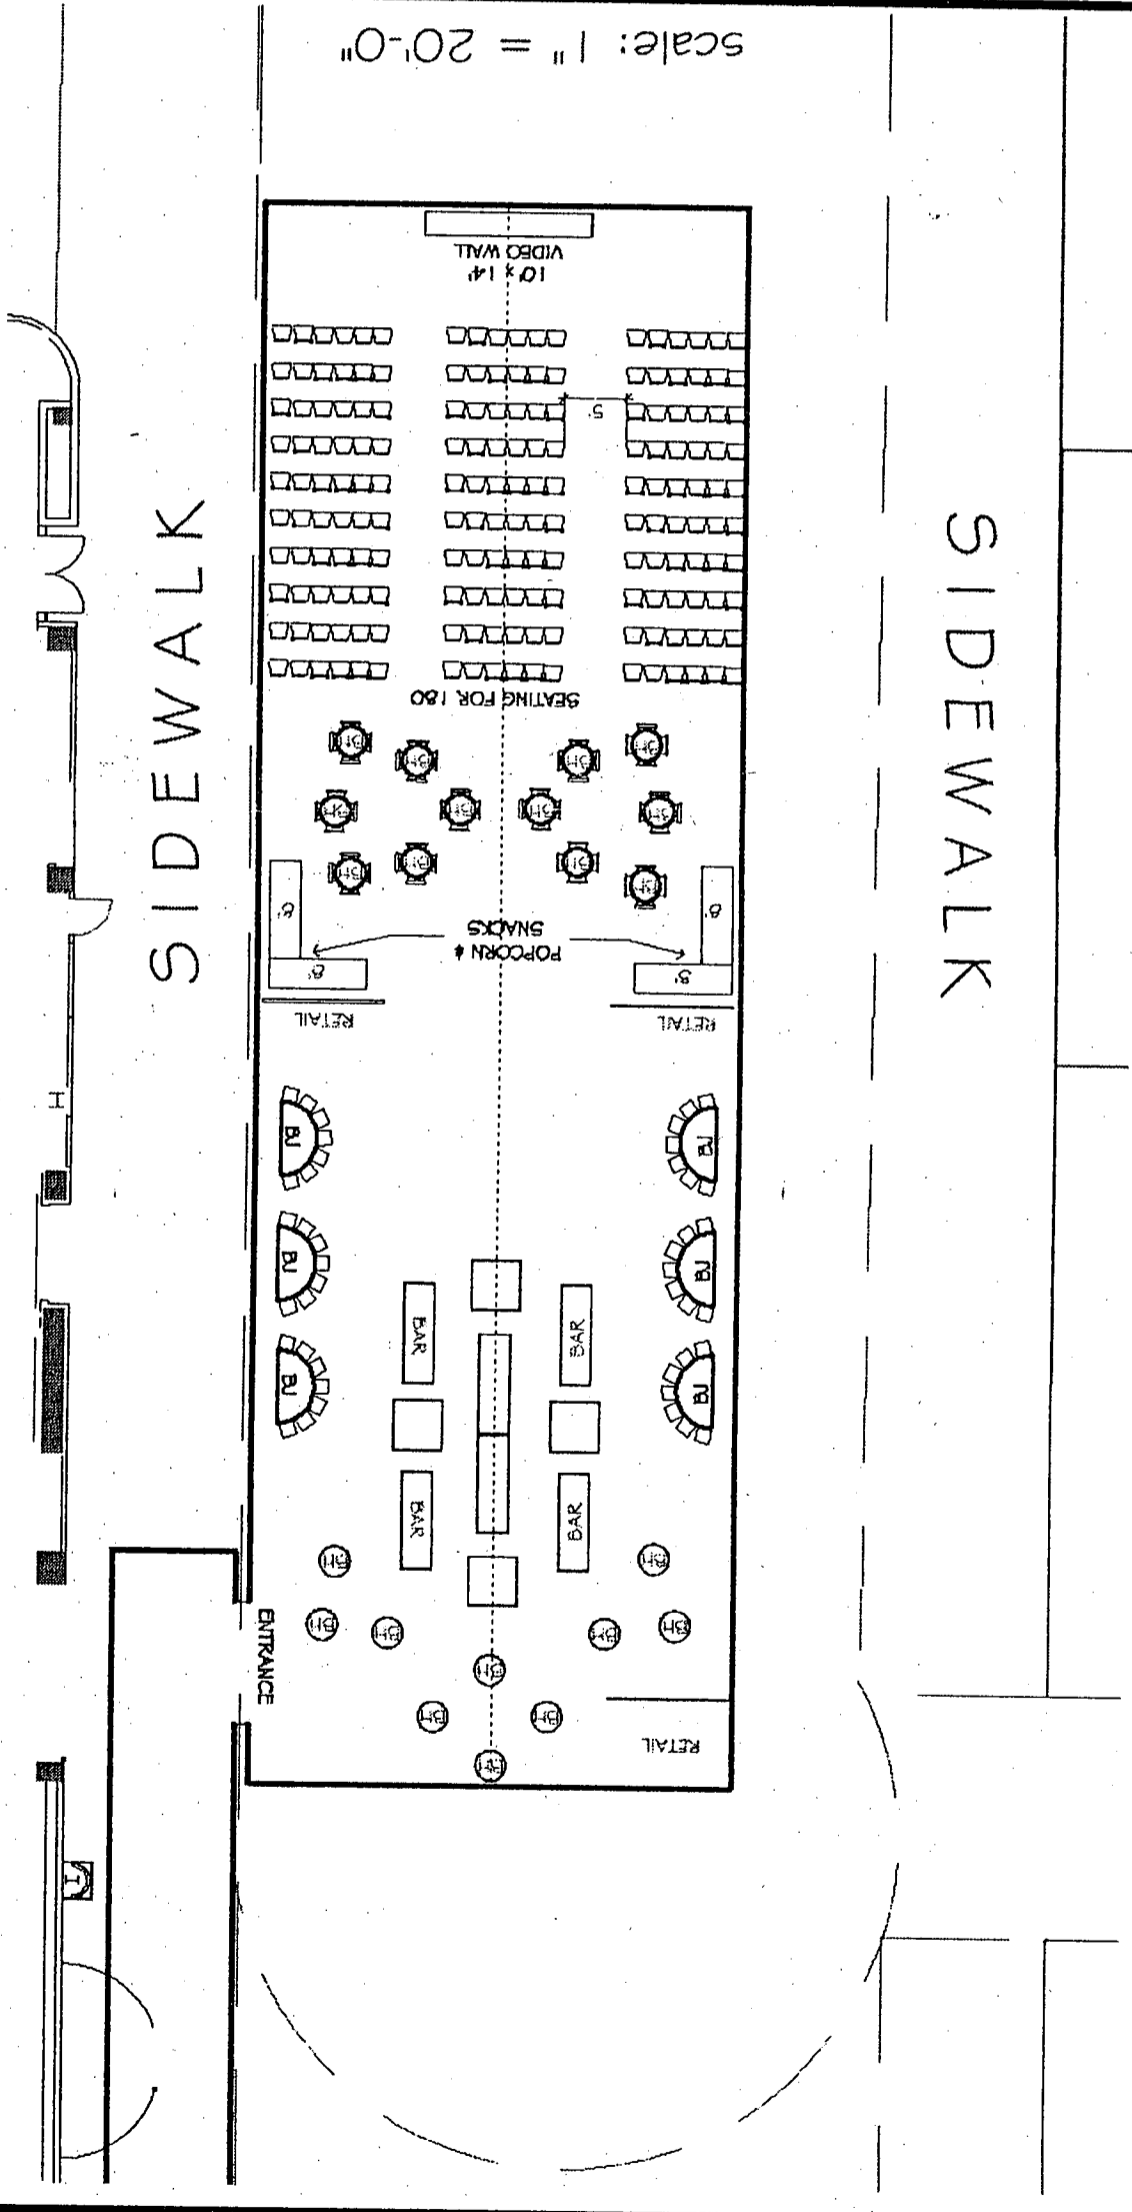 scale: 1" = 20'-0"
VIDEO WALL
10' x 14'
5'
SEATING FOR 180
SIDEWALK
SIDEWALK
8'
8'
POPCORN &
SNACKS
8'
8'
RETAIL
RETAIL
H
BJ
BJ
BJ
BJ
BJ
BJ
BAR
BAR
BAR
BAR
ENTRANCE
RETAIL
I